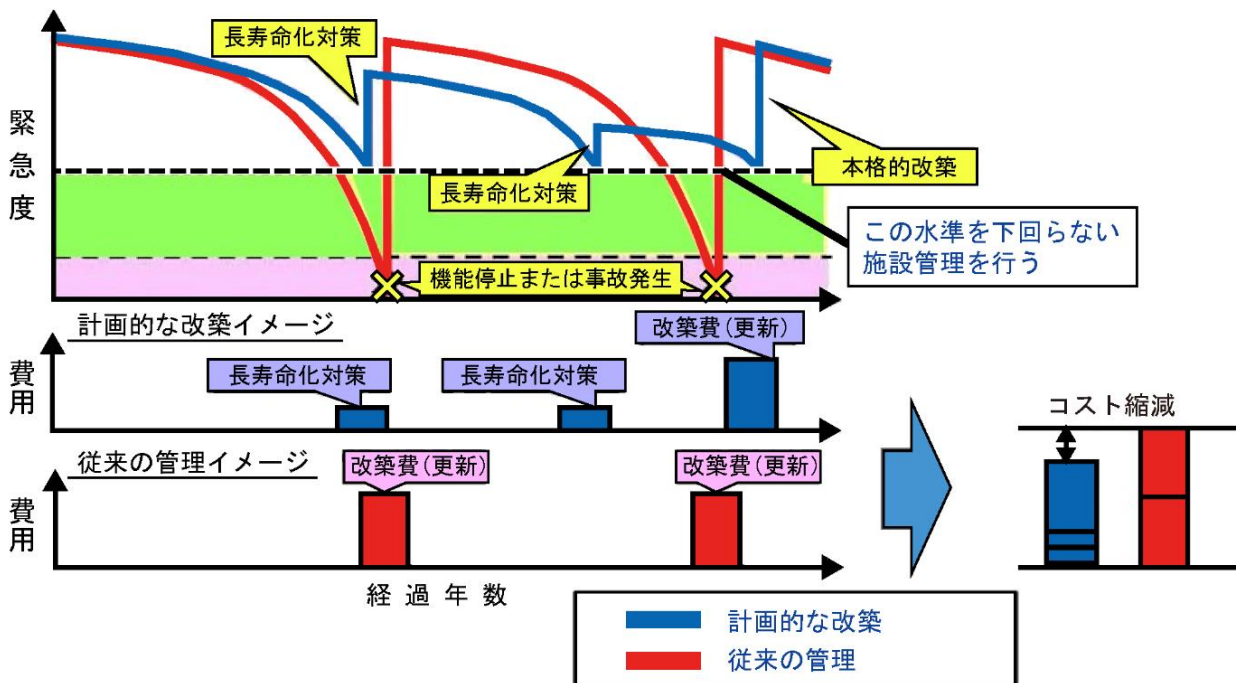 緊急度
長寿命化対策
長寿命化対策
本格的改築
この水準を下回らない
施設管理を行う
機能停止または事故発生
計画的な改築イメージ
費用
長寿命化対策
長寿命化対策
改築費(更新)
従来の管理イメージ
費用
改築費(更新)
改築費(更新)
経過年数
コスト縮減
計画的な改築
従来の管理